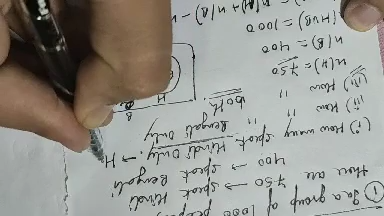 ① In a group of 1000 people
there are 750 → speak Hindi
400 → speak Bengali
(i) How many speak Hindi Only. → H
(ii) How " " Bengali Only
(iii) How " " both.
n(H) = 750
n(B) = 400
(H∪B) = 1000
n(H) + n(B) -
B
H